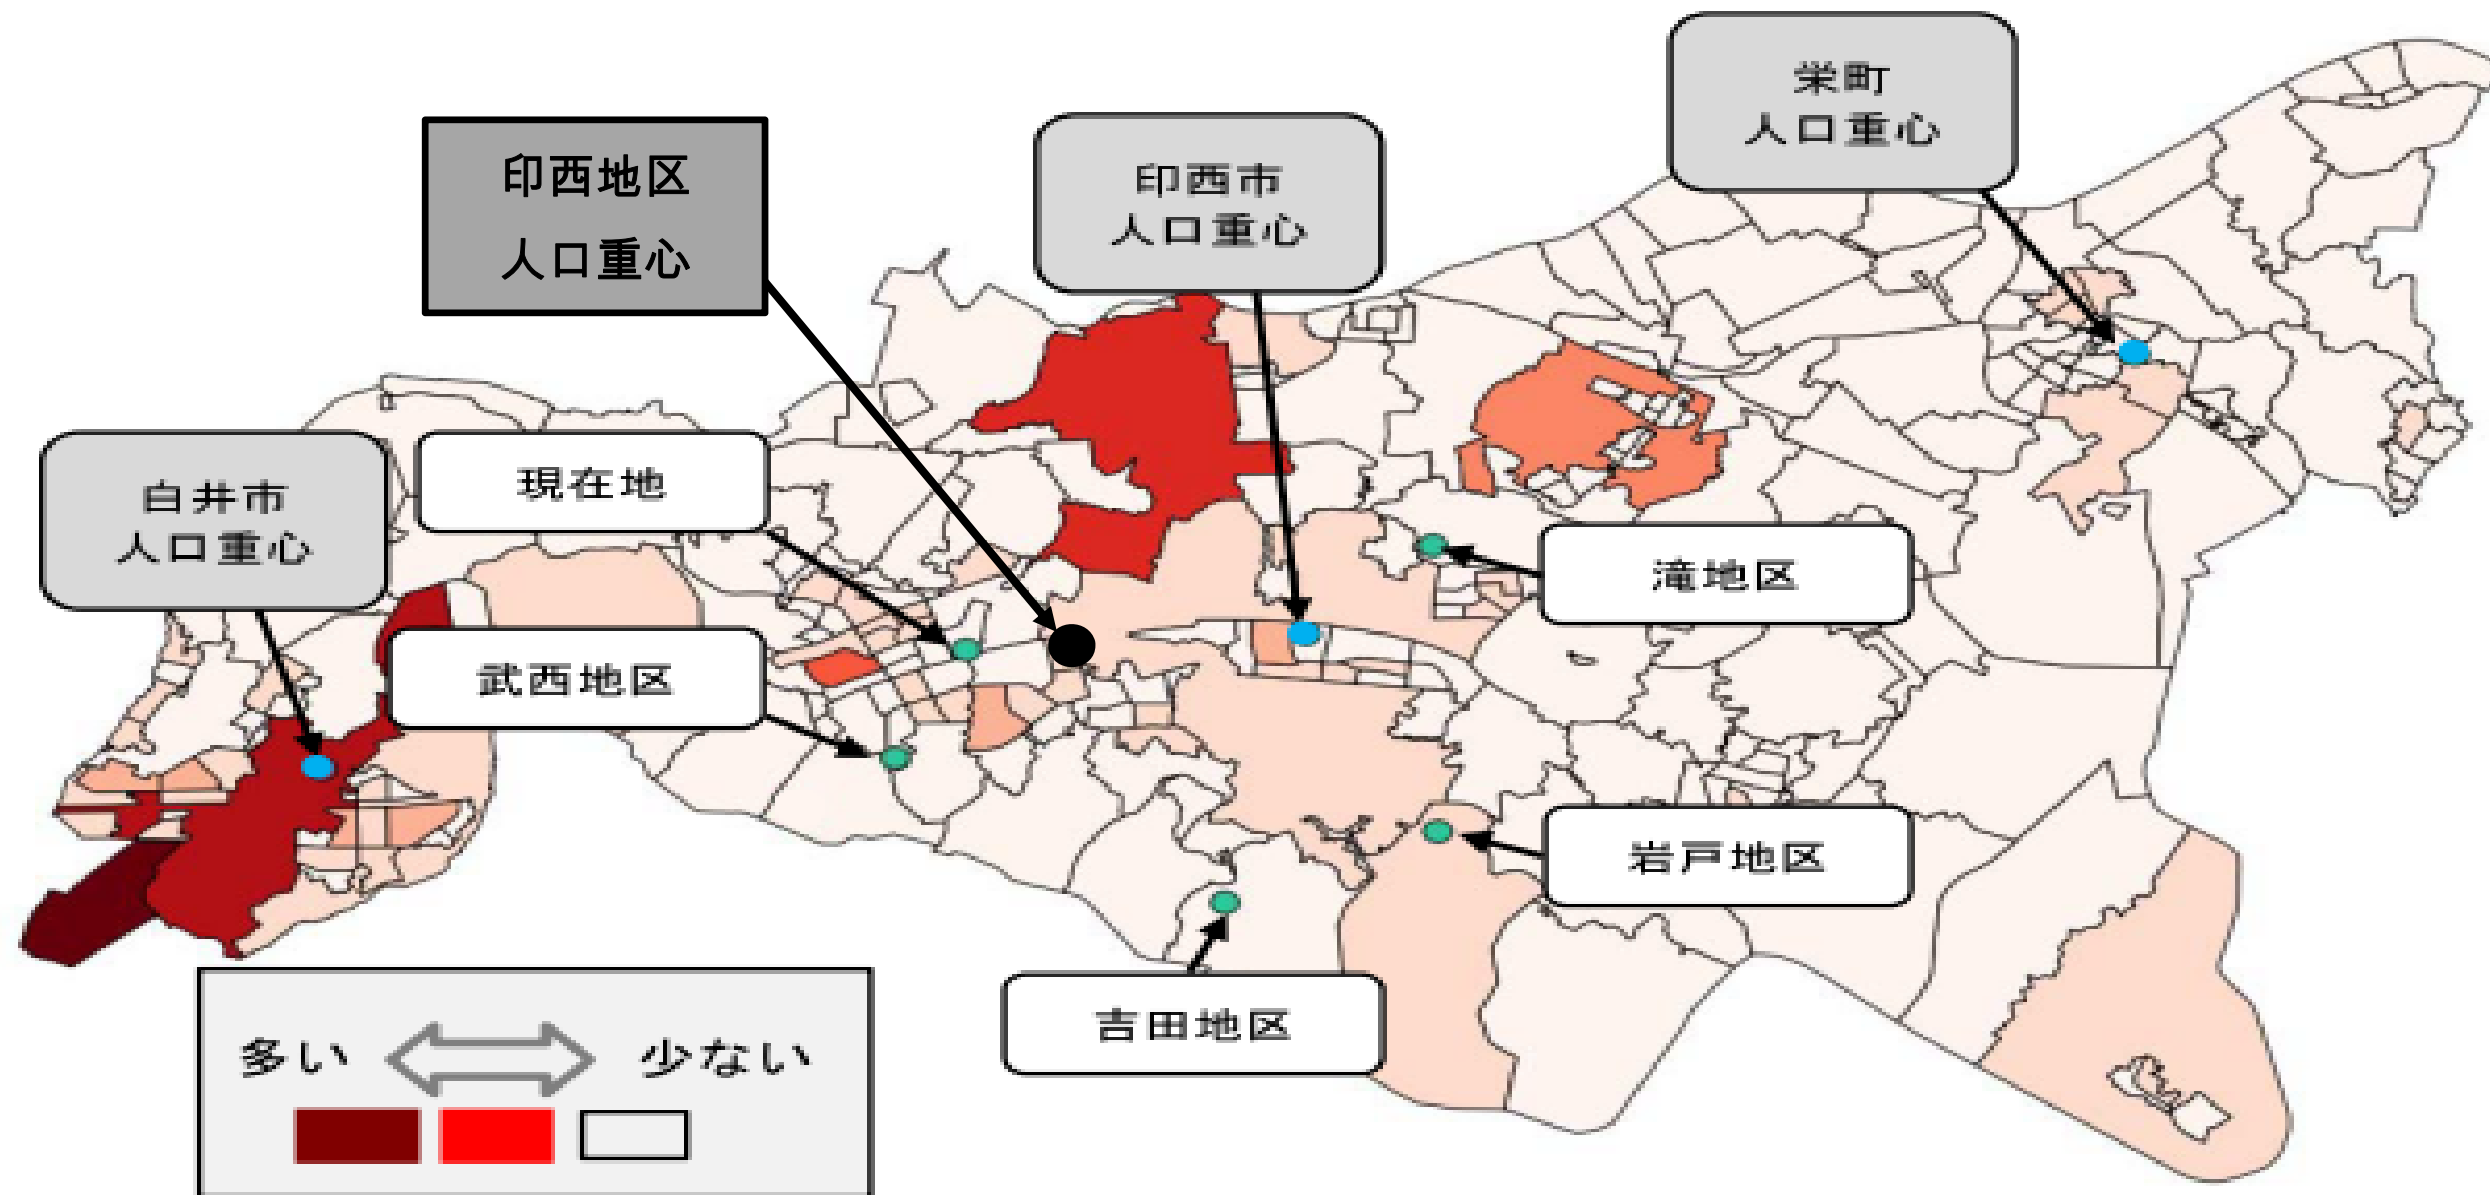 栄町
人口重心
印西地区
人口重心
印西市
人口重心
白井市
人口重心
現在地
滝地区
武西地区
岩戸地区
吉田地区
多い
少ない